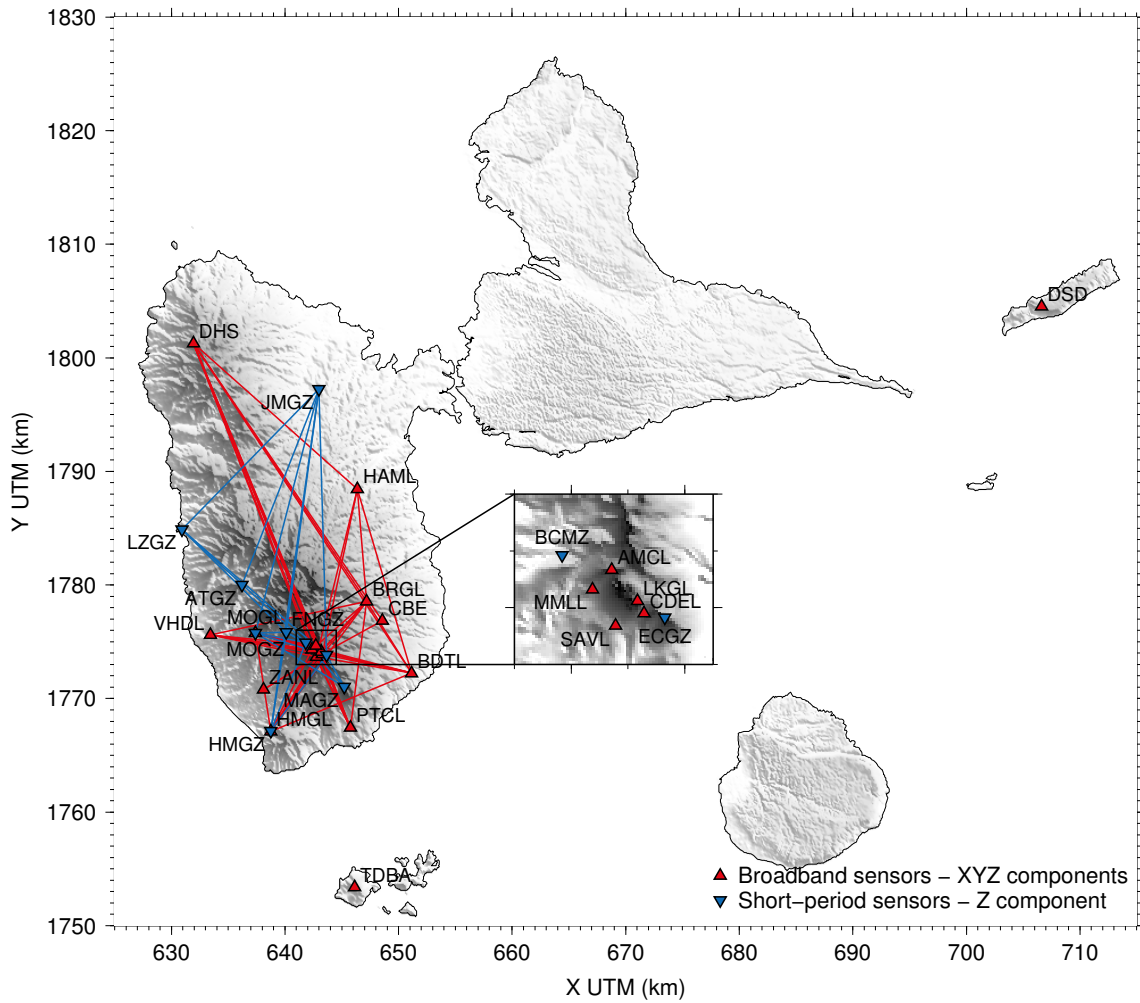 1830
1820
1810
1800
1790
1780
1770
1760
1750
Y UTM (km)
DSD
DHS
JMGZ
HAML
LZGZ
BCMZ
AMCL
LKGL
MMLL
CDEL
SAVL
ECGZ
ATGZ
BRGL
CBE
VHDL
MOGL
FNGZ
MOGZ
BDTL
ZANL
MAGZ
HMGL
PTCL
HMGZ
TDBA
Broadband sensors – XYZ components
Short–period sensors – Z component
630 640 650 660 670 680 690 700 710
X UTM (km)